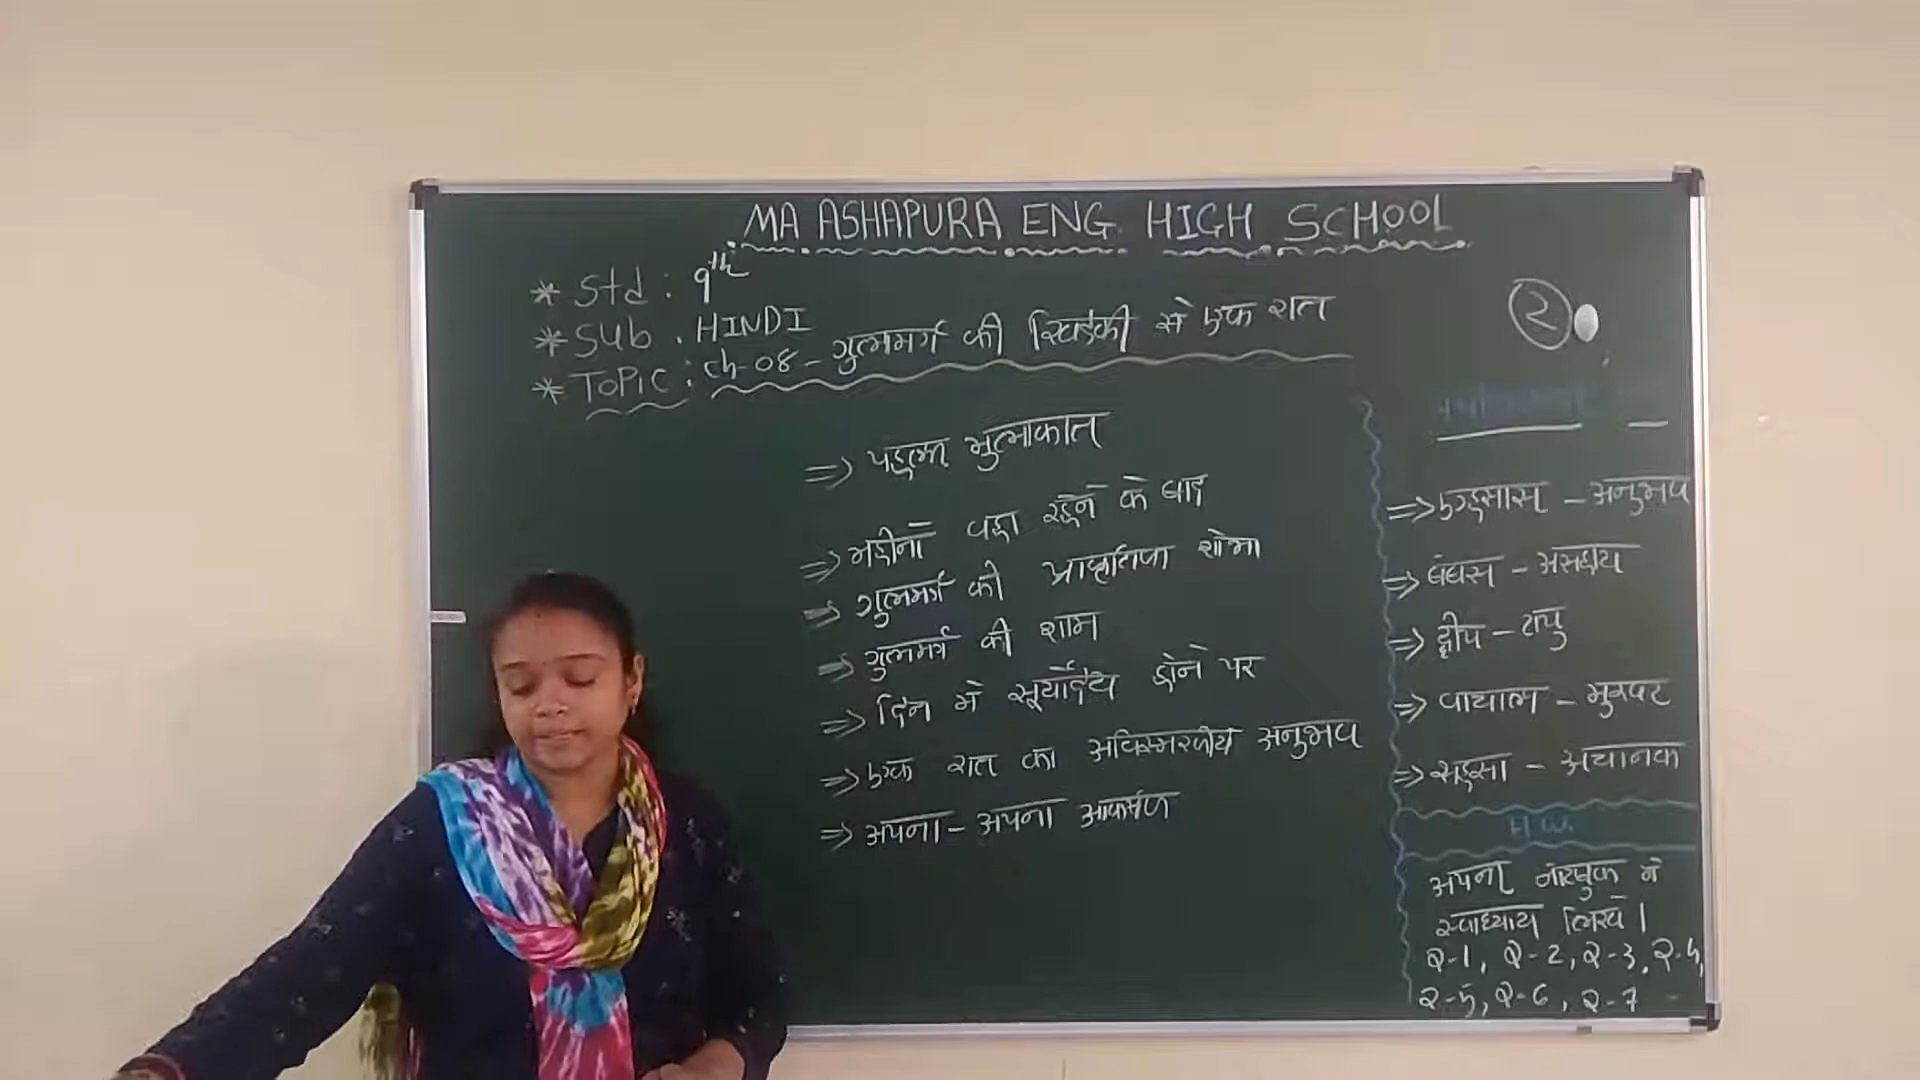 MA ASHAPURA ENG HIGH SCHOOL
* Std : 9th
* Sub . HINDI
* TOPIC : ch-08 - गुलमर्ग की खिड़की से एक रात
2
=> पहली मुलाकात
=> महीनों वहा रहने के बाद
=> गुलमर्ग की प्राकृतिक शोभा
=> गुलमर्ग की शाम
=> दिन में सूर्योदय होने पर
=> एक रात का अविस्मरणीय अनुभव
=> अपना - अपना आकर्षण
=> एहसास - अनुभव
=> बेबस - असहाय
=> द्वीप - टापु
=> वाचाल - मुखर
=> सहसा - अचानक
H.W.
अपनी नोटबुक में
स्वाध्याय लिखें।
Q-1, Q-2, Q-3, Q-4,
Q-5, Q-6, Q-7